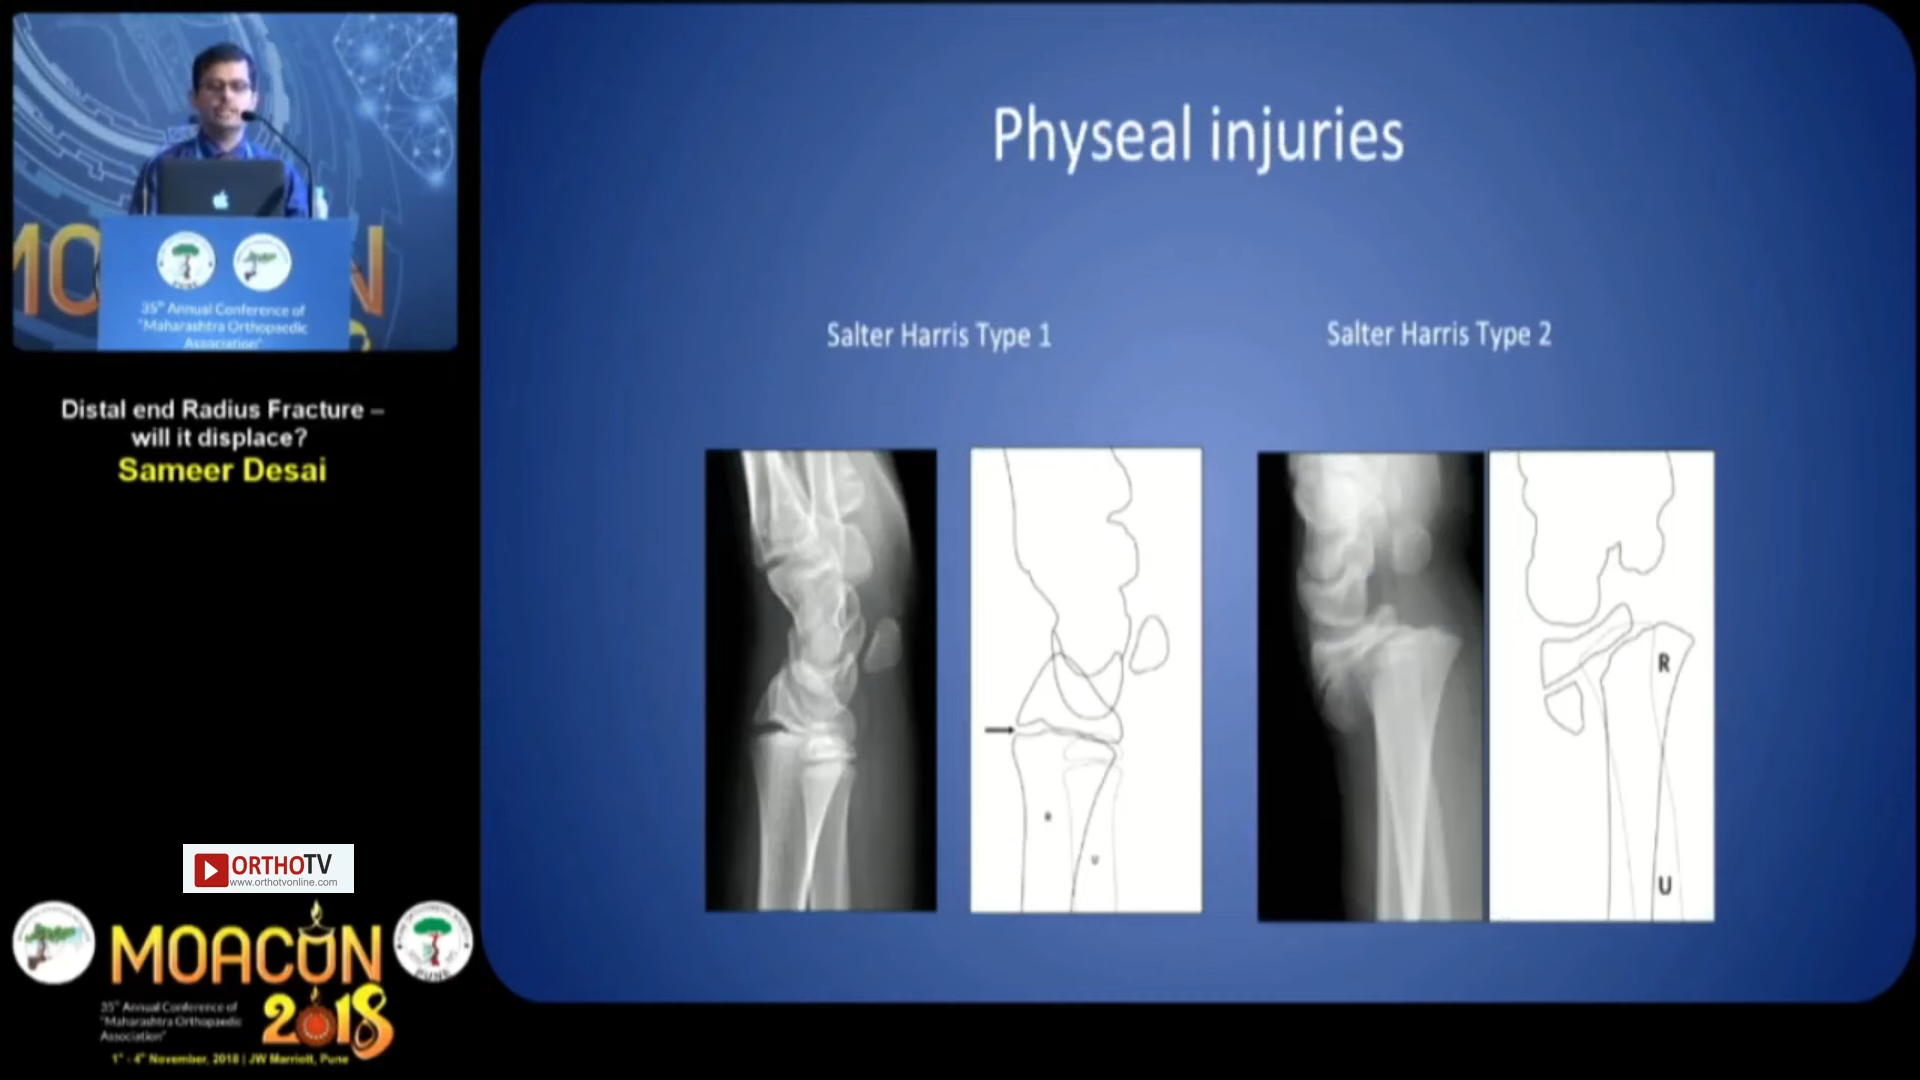 MO
N
35th Annual Conference of
"Maharashtra Orthopaedic
Association"
Distal end Radius Fracture –
will it displace?
Sameer Desai
ORTHOTV
www.orthotvonline.com
MOACON
2018
PUNE
35th Annual Conference of
"Maharashtra Orthopaedic
Association"
1st - 4th November, 2018 | JW Marriott, Pune
Physeal injuries
Salter Harris Type 1
Salter Harris Type 2
R
U
R
U